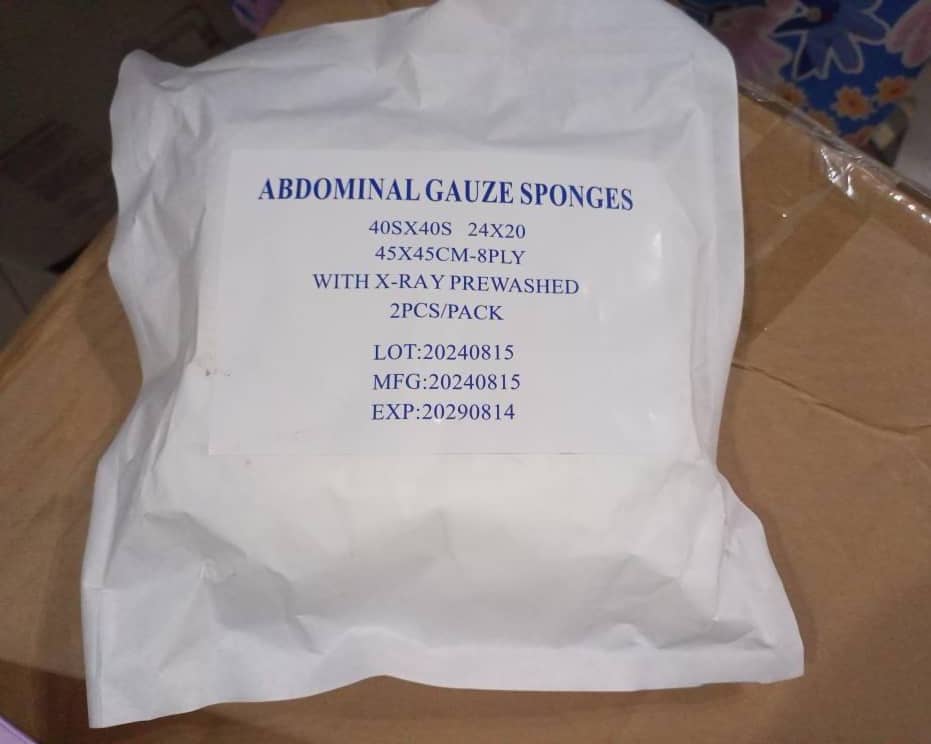 ABDOMINAL GAUZE SPONGES
40SX40S 24X20
45X45CM-8PLY
WITH X-RAY PREWASHED
2PCS/PACK
LOT:20240815
MFG:20240815
EXP:20290814